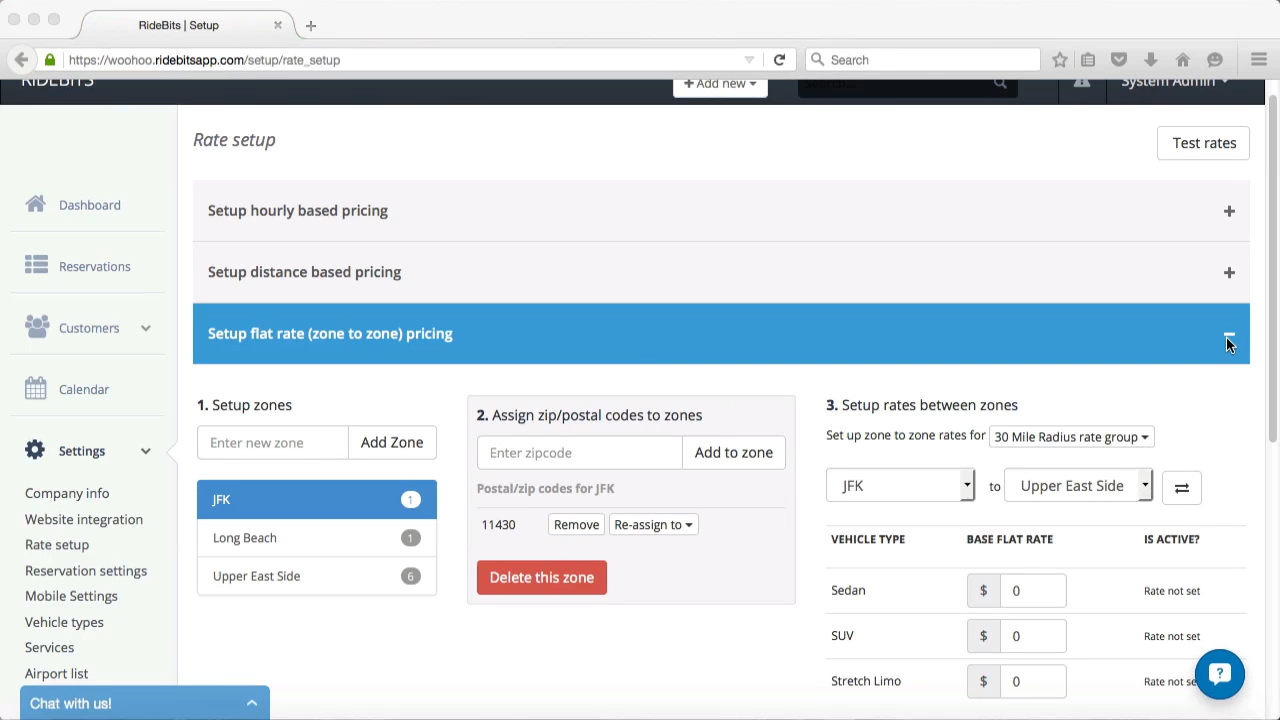 RideBits | Setup
https://woohoo.ridebitsapp.com/setup/rate_setup
Search
RIDEBITS
+ Add new
System Admin
Rate setup
Test rates
Setup hourly based pricing
Setup distance based pricing
Setup flat rate (zone to zone) pricing
Dashboard
Reservations
Customers
Calendar
Settings
Company info
Website integration
Rate setup
Reservation settings
Mobile Settings
Vehicle types
Services
Airport list
Chat with us!
1. Setup zones
Enter new zone
Add Zone
JFK 1
Long Beach 1
Upper East Side 6
2. Assign zip/postal codes to zones
Enter zipcode
Add to zone
Postal/zip codes for JFK
11430 Remove Re-assign to
Delete this zone
3. Setup rates between zones
Set up zone to zone rates for 30 Mile Radius rate group
JFK to Upper East Side
VEHICLE TYPE BASE FLAT RATE IS ACTIVE?
Sedan $ 0 Rate not set
SUV $ 0 Rate not set
Stretch Limo $ 0 Rate not